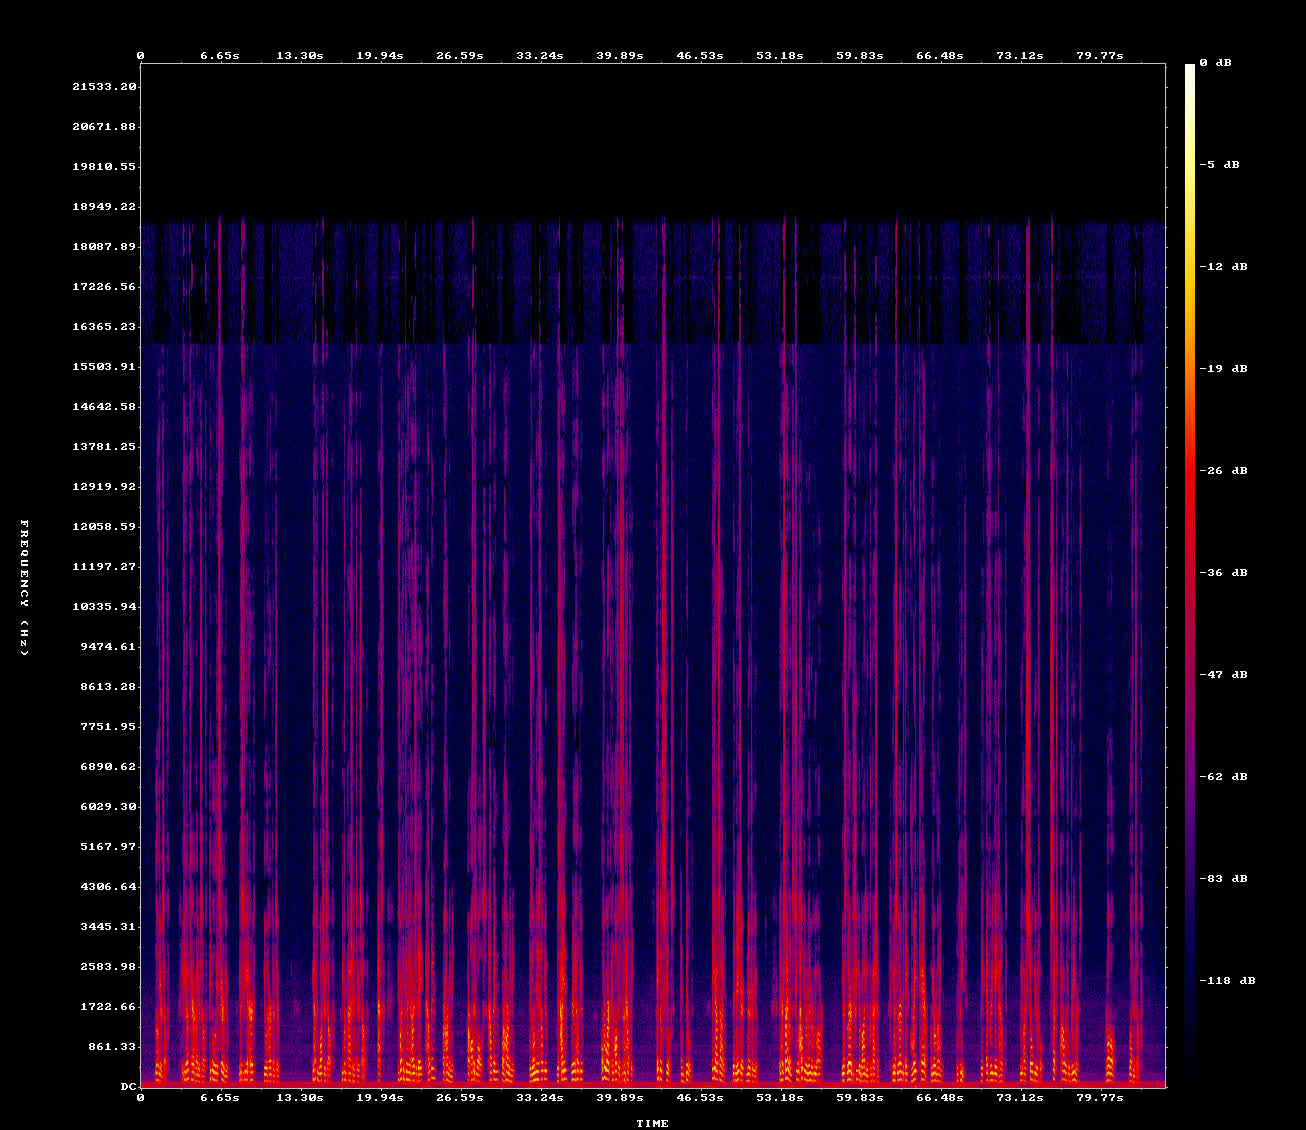 0 6.65s 13.30s 19.94s 26.59s 33.24s 39.89s 46.53s 53.18s 59.83s 66.48s 73.12s 79.77s
0 dB
21533.20
20671.88
-5 dB
19810.55
18949.22
18087.89
-12 dB
17226.56
16365.23
15503.91
-19 dB
14642.58
13781.25
-26 dB
12919.92
12058.59
11197.27
-36 dB
10335.94
FREQUENCY (Hz)
9474.61
-47 dB
8613.28
7751.95
6890.62
-62 dB
6029.30
5167.97
4306.64
-83 dB
3445.31
2583.98
-118 dB
1722.66
861.33
DC
0 6.65s 13.30s 19.94s 26.59s 33.24s 39.89s 46.53s 53.18s 59.83s 66.48s 73.12s 79.77s
TIME